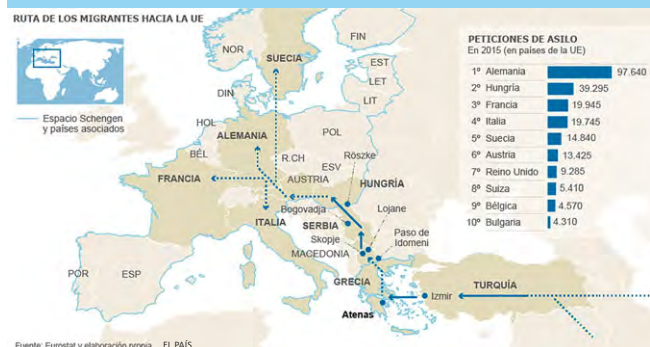 RUTA DE LOS MIGRANTES HACIA LA UE
Espacio Schengen
y países asociados
FIN
NOR
SUECIA
EST
LET
LIT
DIN
HOL
ALEMANIA
POL
BÉL
R.CH
ESV
Röszke
FRANCIA
AUSTRIA
HUNGRÍA
ITALIA
Bogovadja
Lojane
SERBIA
Skopje
Paso de
Idomeni
MACEDONIA
POR
ESP
GRECIA
Izmir
TURQUÍA
Atenas
PETICIONES DE ASILO
En 2015 (en países de la UE)
1º Alemania 97.640
2º Hungría 39.295
3º Francia 19.945
4º Italia 19.745
5º Suecia 14.840
6º Austria 13.425
7º Reino Unido 9.285
8º Suiza 5.410
9º Bélgica 4.570
10º Bulgaria 4.310
Fuente: Eurostat y elaboración propia EL PAÍS